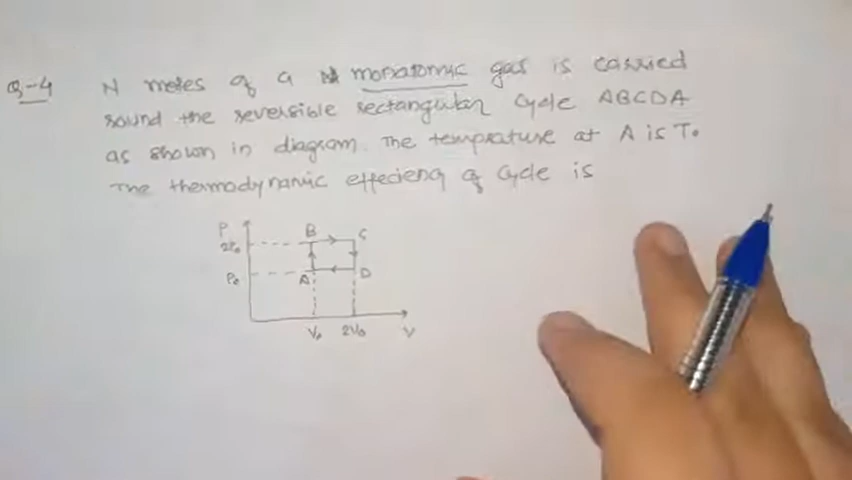 Q-4 N moles of a monatomic gas is carried
round the reversible rectangular cycle ABCDA
as shown in diagram. The temprature at A is T₀
The thermodynamic effeciency of cycle is
P
2P₀ B C
P₀ A D
V₀ 2V₀ V